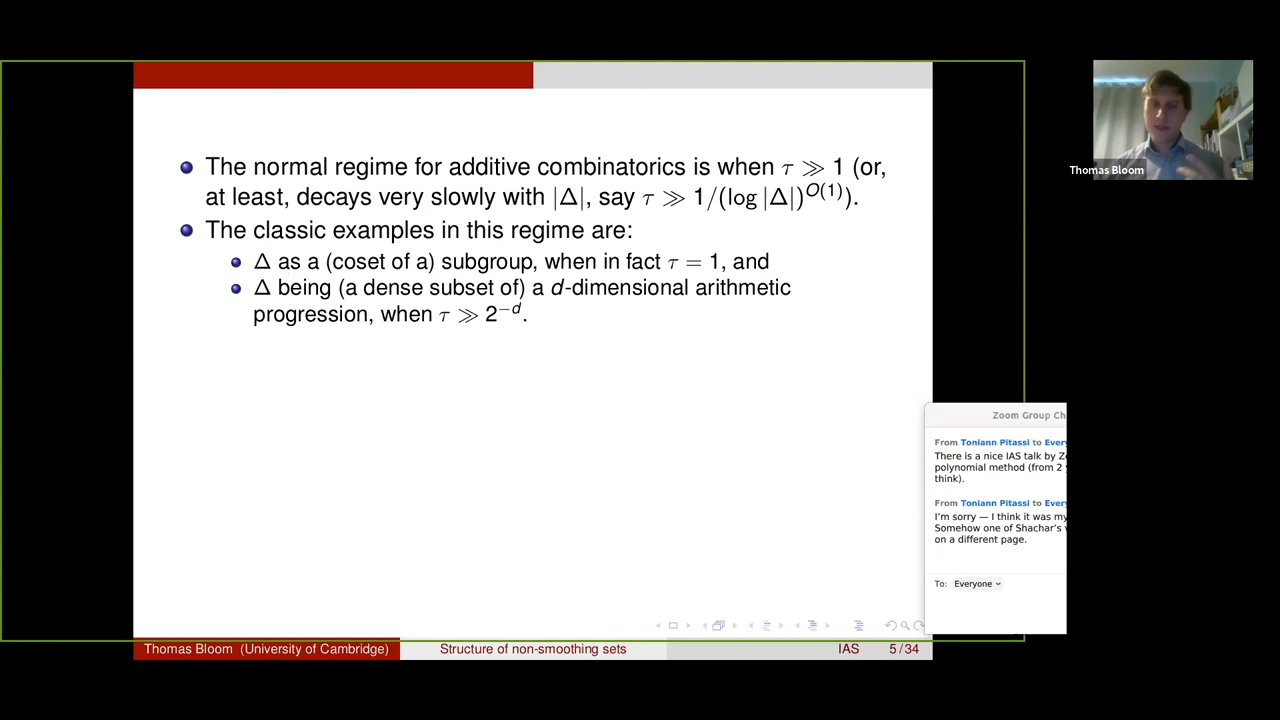 The normal regime for additive combinatorics is when τ ≫ 1 (or,
at least, decays very slowly with |Δ|, say τ ≫ 1/(log |Δ|)^{O(1)}).
The classic examples in this regime are:
Δ as a (coset of a) subgroup, when in fact τ = 1, and
Δ being (a dense subset of) a d-dimensional arithmetic
progression, when τ ≫ 2^{-d}.
Thomas Bloom (University of Cambridge)
Structure of non-smoothing sets
IAS
5 / 34
Thomas Bloom
Zoom Group Ch
From Toniann Pitassi to Every
There is a nice IAS talk by Ze
polynomial method (from 2
think).
From Toniann Pitassi to Every
I'm sorry — I think it was my
Somehow one of Shachar's
on a different page.
To: Everyone